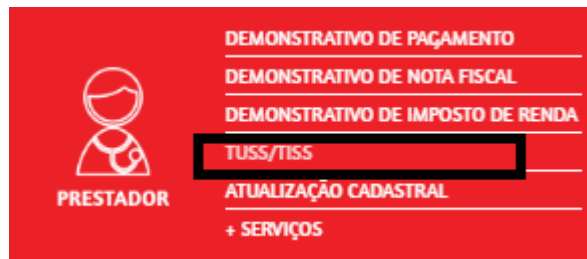 DEMONSTRATIVO DE PAGAMENTO
DEMONSTRATIVO DE NOTA FISCAL
DEMONSTRATIVO DE IMPOSTO DE RENDA
TUSS/TISS
ATUALIZAÇÃO CADASTRAL
+ SERVIÇOS
PRESTADOR